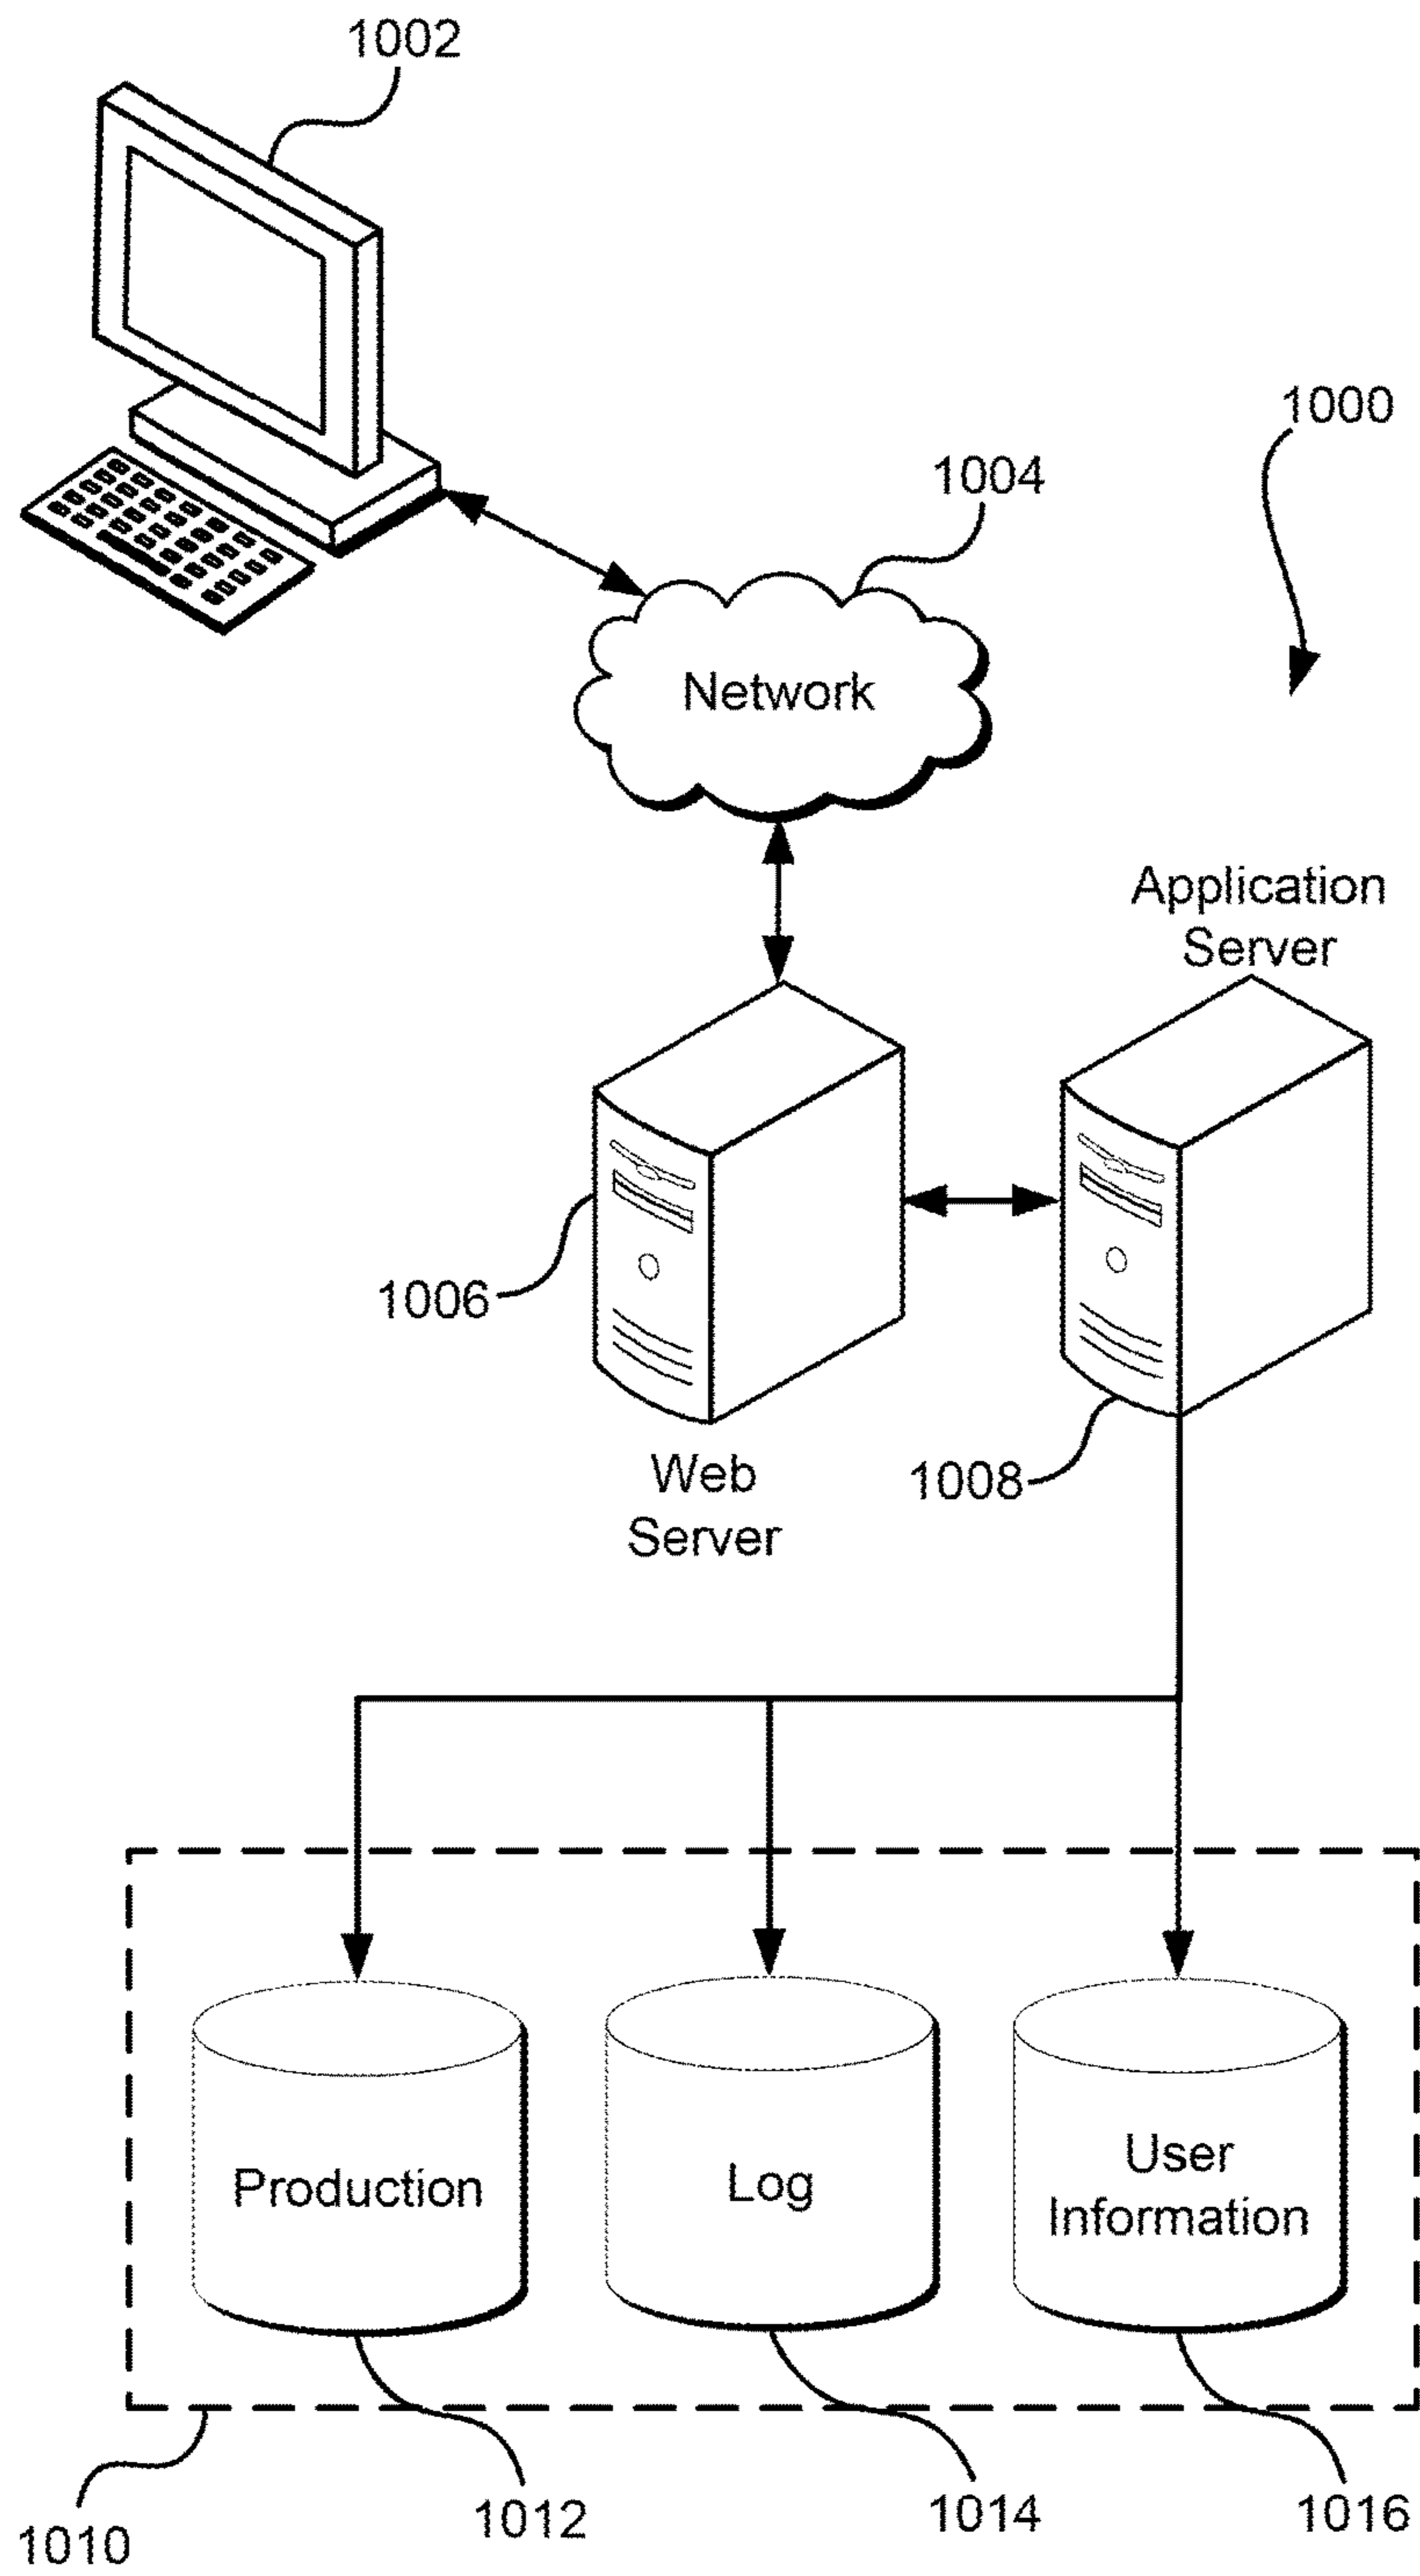 1002
1000
1004
Network
Application
Server
1006
Web
Server
1008
Production
Log
User
Information
1010
1012
1014
1016